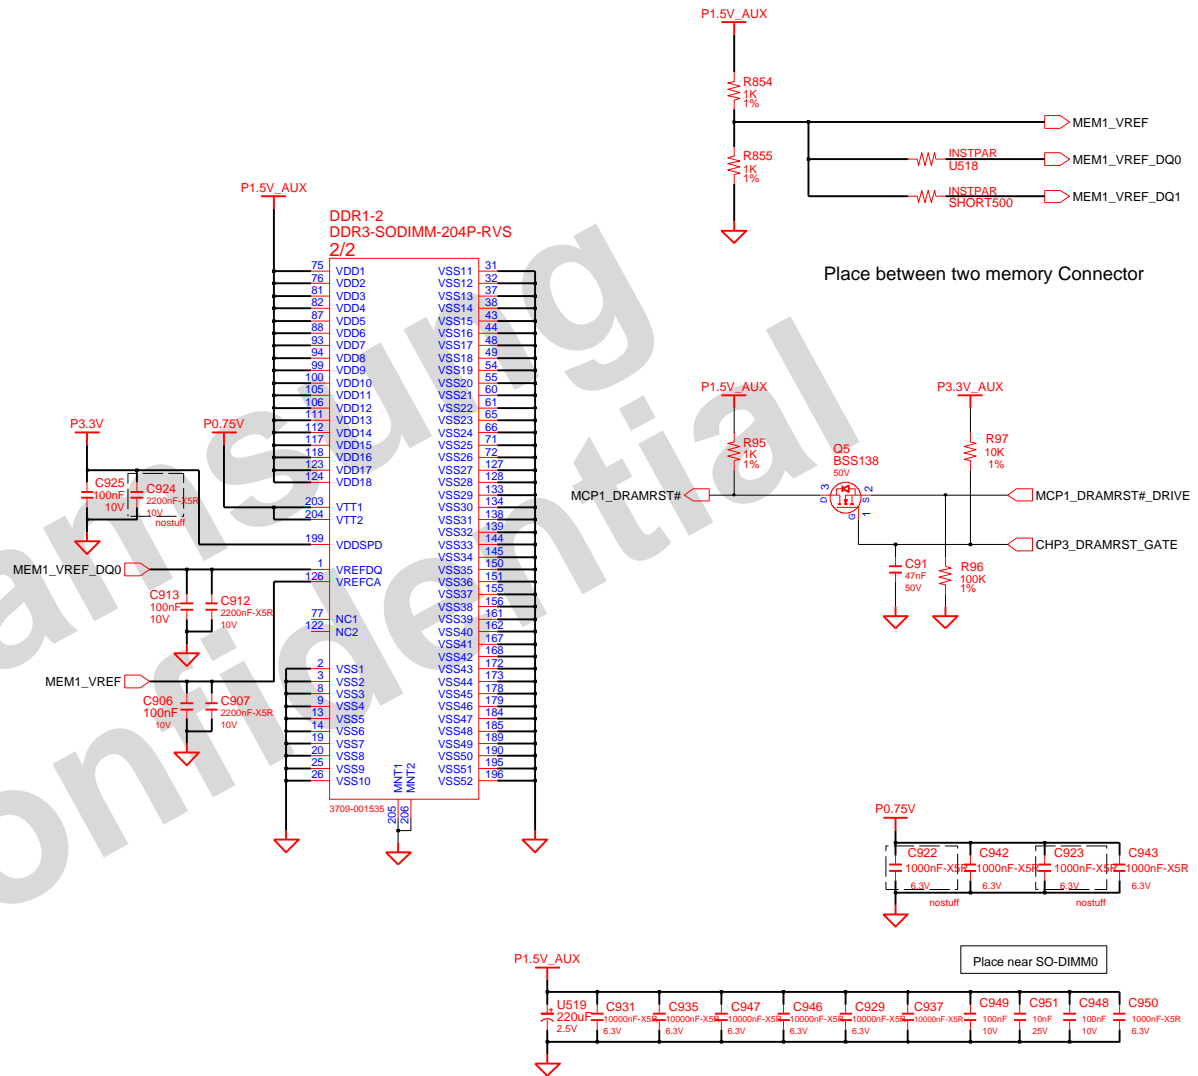 P1.5V_AUX
R854
1K
1%
MEM1_VREF
R855
1K
1%
INSTPAR
U518
MEM1_VREF_DQ0
INSTPAR
SHORT500
MEM1_VREF_DQ1
Place between two memory Connector
P1.5V_AUX
DDR1-2
DDR3-SODIMM-204P-RVS
2/2
75 VDD1 VSS11 31
76 VDD2 VSS12 32
81 VDD3 VSS13 37
82 VDD4 VSS14 38
87 VDD5 VSS15 43
88 VDD6 VSS16 44
93 VDD7 VSS17 48
94 VDD8 VSS18 49
99 VDD9 VSS19 54
100 VDD10 VSS20 55
105 VDD11 VSS21 60
106 VDD12 VSS22 61
111 VDD13 VSS23 65
112 VDD14 VSS24 66
117 VDD15 VSS25 71
118 VDD16 VSS26 72
123 VDD17 VSS27 127
124 VDD18 VSS28 128
VSS29 133
203 VTT1 VSS30 134
204 VTT2 VSS31 138
VSS32 139
199 VDDSPD VSS33 144
VSS34 145
1 VREFDQ VSS35 150
126 VREFCA VSS36 151
VSS37 155
VSS38 156
77 NC1 VSS39 161
122 NC2 VSS40 162
VSS41 167
VSS42 168
2 VSS1 VSS43 172
3 VSS2 VSS44 173
8 VSS3 VSS45 178
9 VSS4 VSS46 179
13 VSS5 VSS47 184
14 VSS6 VSS48 185
19 VSS7 VSS49 189
20 VSS8 VSS50 190
25 VSS9 VSS51 195
26 VSS10 VSS52 196
MNT1
MNT2
205
206
3709-001535
P3.3V
P0.75V
C925
100nF
10V
C924
2200nF-X5R
10V
nostuff
MEM1_VREF_DQ0
C913
100nF
10V
C912
2200nF-X5R
10V
MEM1_VREF
C906
100nF
10V
C907
2200nF-X5R
10V
P1.5V_AUX
P3.3V_AUX
R95
1K
1%
Q5
BSS138
50V
R97
10K
1%
MCP1_DRAMRST#
D
3
S
2
G
1
MCP1_DRAMRST#_DRIVE
CHP3_DRAMRST_GATE
C91
47nF
50V
R96
100K
1%
P0.75V
C922
1000nF-X5R
6.3V
nostuff
C942
1000nF-X5R
6.3V
C923
1000nF-X5R
6.3V
nostuff
C943
1000nF-X5R
6.3V
Place near SO-DIMM0
P1.5V_AUX
U519
220uF
2.5V
C931
10000nF-X5R
6.3V
C935
10000nF-X5R
6.3V
C947
10000nF-X5R
6.3V
C946
10000nF-X5R
6.3V
C929
10000nF-X5R
6.3V
C937
10000nF-X5R
C949
100nF
10V
C951
10nF
25V
C948
100nF
10V
C950
1000nF-X5R
6.3V
amsung
onfidential